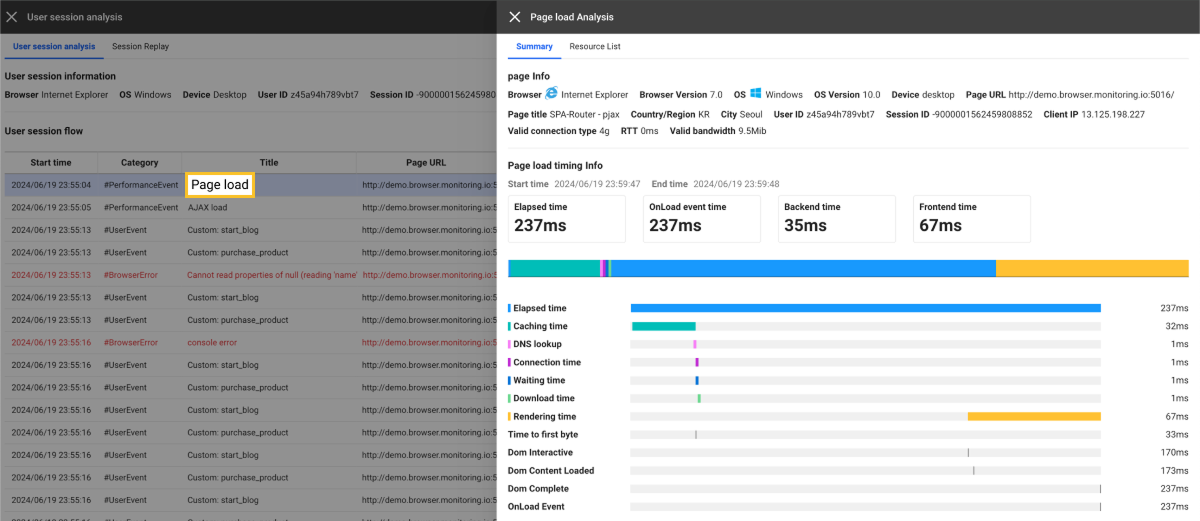 User session analysis
User session analysis Session Replay
User session information
Browser Internet Explorer OS Windows Device Desktop User ID z45a94h789vbt7 Session ID -900000156245980
User session flow
Start time Category Title Page URL
2024/06/19 23:55:04 #PerformanceEvent Page load http://demo.browser.monitoring.io:5
2024/06/19 23:55:05 #PerformanceEvent AJAX load http://demo.browser.monitoring.io:5
2024/06/19 23:55:13 #UserEvent Custom: start_blog http://demo.browser.monitoring.io:5
2024/06/19 23:55:13 #UserEvent Custom: purchase_product http://demo.browser.monitoring.io:5
2024/06/19 23:55:13 #BrowserError Cannot read properties of null (reading 'name' http://demo.browser.monitoring.io:5
2024/06/19 23:55:13 #UserEvent Custom: start_blog http://demo.browser.monitoring.io:5
2024/06/19 23:55:13 #UserEvent Custom: purchase_product http://demo.browser.monitoring.io:5
2024/06/19 23:55:16 #BrowserError console error http://demo.browser.monitoring.io:5
2024/06/19 23:55:16 #UserEvent Custom: start_blog http://demo.browser.monitoring.io:5
2024/06/19 23:55:16 #UserEvent Custom: purchase_product http://demo.browser.monitoring.io:5
2024/06/19 23:55:16 #UserEvent Custom: start_blog http://demo.browser.monitoring.io:5
2024/06/19 23:55:16 #UserEvent Custom: purchase_product http://demo.browser.monitoring.io:5
2024/06/19 23:55:16 #UserEvent Custom: start_blog http://demo.browser.monitoring.io:5
2024/06/19 23:55:16 #UserEvent Custom: purchase_product http://demo.browser.monitoring.io:5
2024/06/19 23:55:16 #UserEvent Custom: start_blog http://demo.browser.monitoring.io:5
Page load Analysis
Summary Resource List
page Info
Browser Internet Explorer Browser Version 7.0 OS Windows OS Version 10.0 Device desktop Page URL http://demo.browser.monitoring.io:5016/
Page title SPA-Router - pjax Country/Region KR City Seoul User ID z45a94h789vbt7 Session ID -9000001562459808852 Client IP 13.125.198.227
Valid connection type 4g RTT 0ms Valid bandwidth 9.5Mib
Page load timing Info
Start time 2024/06/19 23:59:47 End time 2024/06/19 23:59:48
Elapsed time OnLoad event time Backend time Frontend time
237ms 237ms 35ms 67ms
Elapsed time 237ms
Caching time 32ms
DNS lookup 1ms
Connection time 1ms
Waiting time 1ms
Download time 1ms
Rendering time 67ms
Time to first byte 33ms
Dom Interactive 170ms
Dom Content Loaded 173ms
Dom Complete 237ms
OnLoad Event 237ms